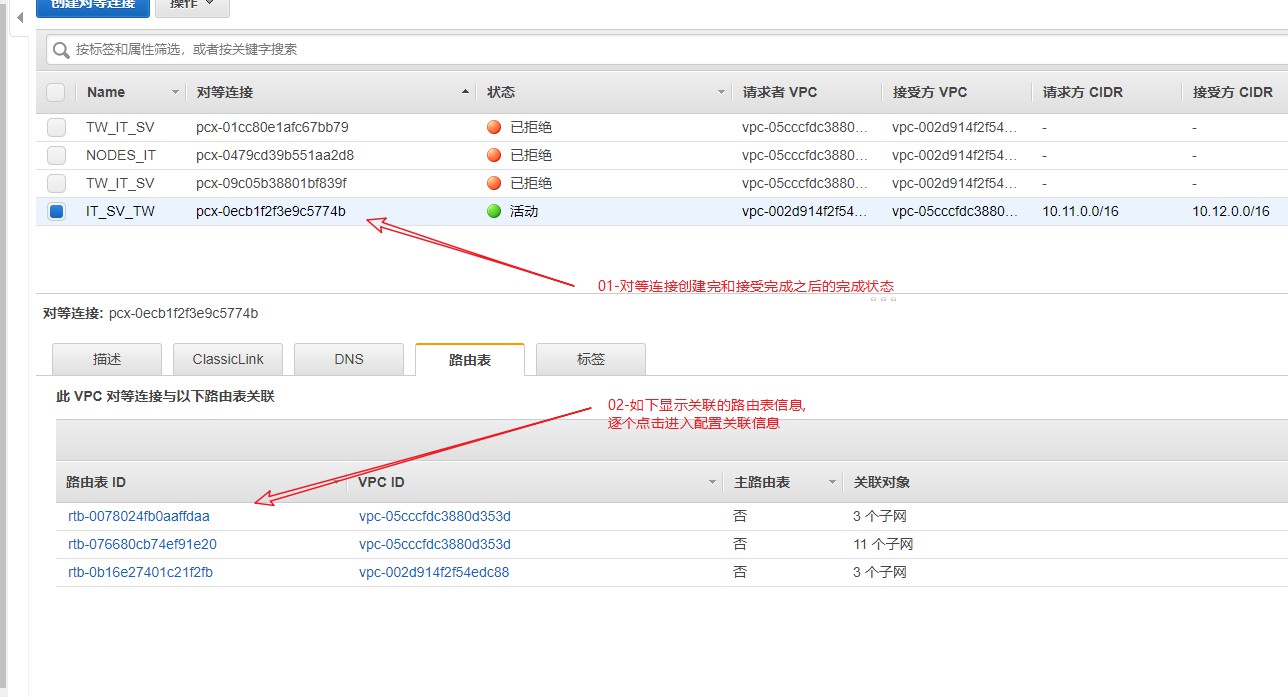 创建对等连接 操作
按标签和属性筛选，或者按关键字搜索
Name 对等连接 状态 请求者 VPC 接受方 VPC 请求方 CIDR 接受方 CIDR
TW_IT_SV pcx-01cc80e1afc67bb79 已拒绝 vpc-05cccfdc3880… vpc-002d914f2f54… - -
NODES_IT pcx-0479cd39b551aa2d8 已拒绝 vpc-05cccfdc3880… vpc-002d914f2f54… - -
TW_IT_SV pcx-09c05b38801bf839f 已拒绝 vpc-05cccfdc3880… vpc-002d914f2f54… - -
IT_SV_TW pcx-0ecb1f2f3e9c5774b 活动 vpc-002d914f2f54… vpc-05cccfdc3880… 10.11.0.0/16 10.12.0.0/16
01-对等连接创建完和接受完成之后的完成状态
对等连接: pcx-0ecb1f2f3e9c5774b
描述 ClassicLink DNS 路由表 标签
此 VPC 对等连接与以下路由表关联
02-如下显示关联的路由表信息,
逐个点击进入配置关联信息
路由表 ID VPC ID 主路由表 关联对象
rtb-0078024fb0aaffdaa vpc-05cccfdc3880d353d 否 3 个子网
rtb-076680cb74ef91e20 vpc-05cccfdc3880d353d 否 11 个子网
rtb-0b16e27401c21f2fb vpc-002d914f2f54edc88 否 3 个子网